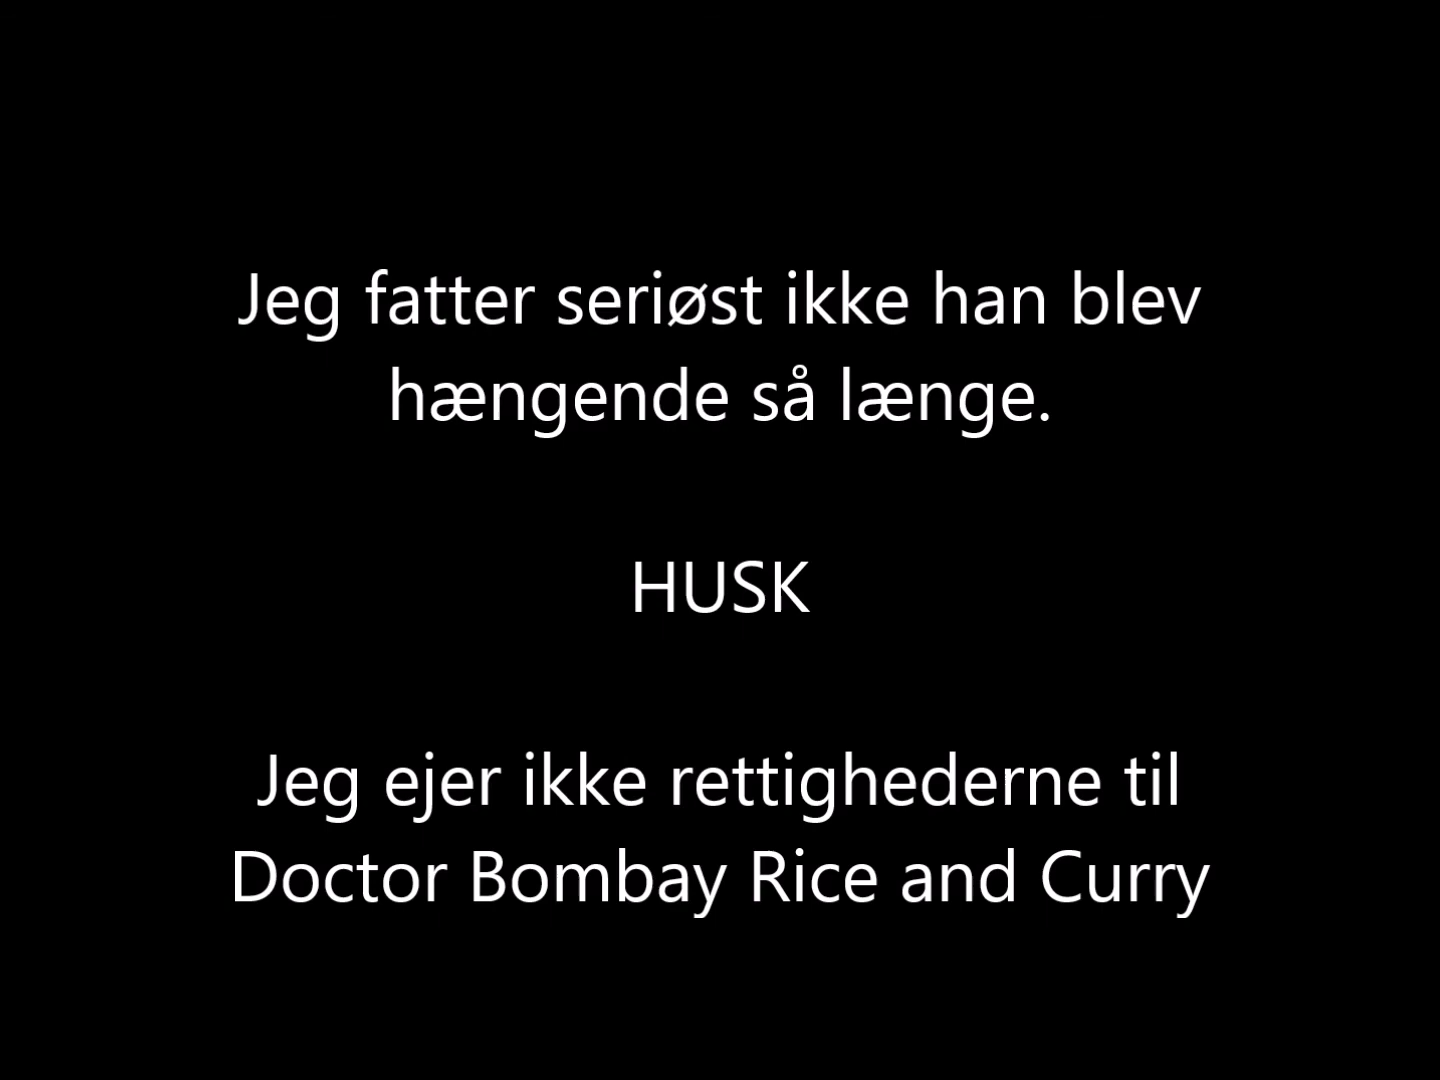 Jeg fatter seriøst ikke han blev
hængende så længe.
HUSK
Jeg ejer ikke rettighederne til
Doctor Bombay Rice and Curry